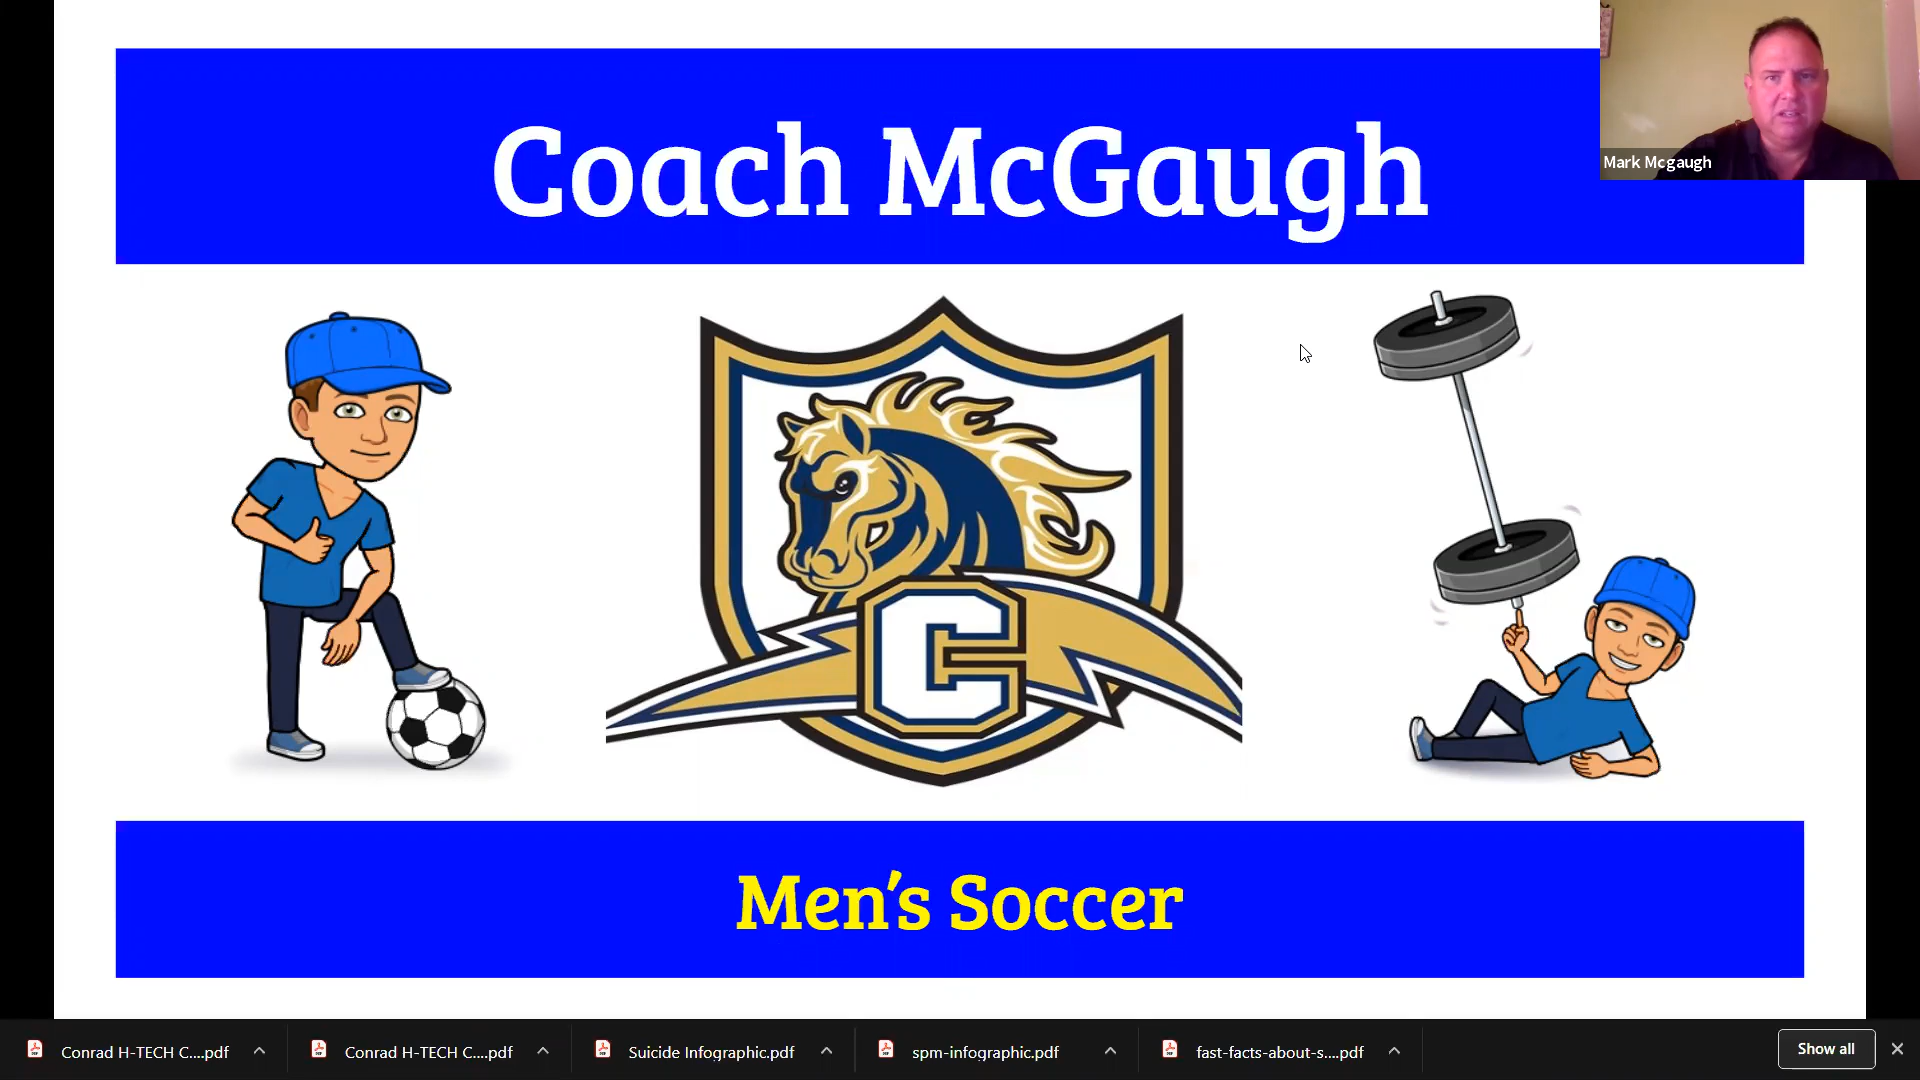 Coach McGaugh
Mark Mcgaugh
C
Men's Soccer
Conrad H-TECH C....pdf
Conrad H-TECH C....pdf
Suicide Infographic.pdf
spm-infographic.pdf
fast-facts-about-s....pdf
Show all